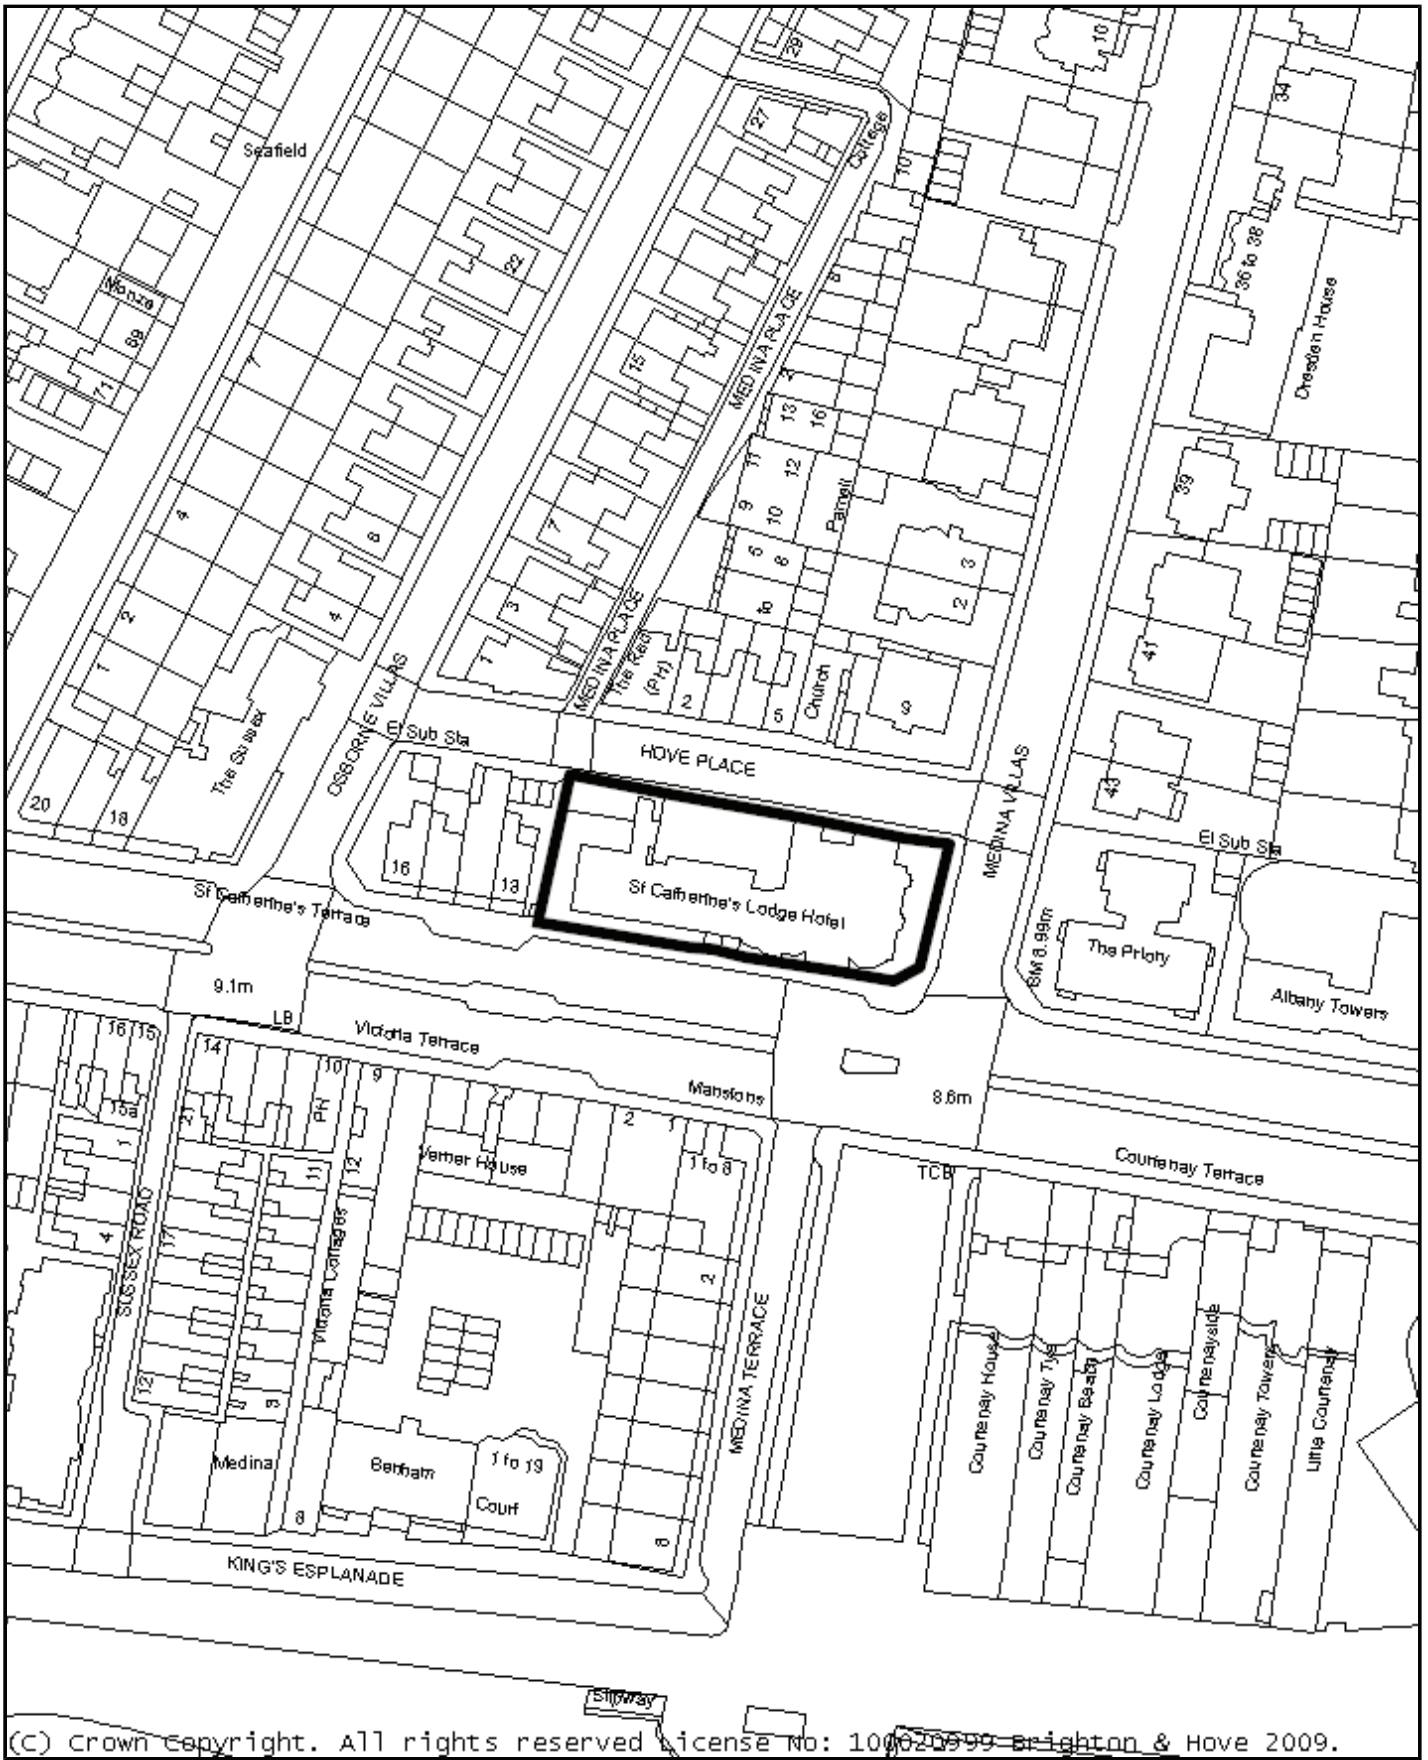 29
10
27
College
10
34
Seafield
22
36 to 38
8
Monza
69
MEDINA PLACE
Dresden House
7
15
71
2
13
16
11
12
39
4
9
10
Parnell
7
6
8
6
3
2
to
3
4
2
MEDINA PLACE
41
1
1
The Red
(PH)
2
5
Church
9
OSBORNE VILLAS
El Sub Sta
HOVE PLACE
The Sussex
MEDINA VILLAS
43
20
18
El Sub Sta
16
13
St Catherine's Lodge Hotel
St Catherine's Terrace
BM 8.99m
The Priory
Albany Towers
9.1m
LB
16
15
14
Victoria Terrace
10
9
Mansions
8.6m
15a
21
PH
2
1
1
11
12
Verner House
1 to 8
TCB
Courtenay Terrace
4
17
SUSSEX ROAD
Victoria Cottages
2
MEDINA TERRACE
12
3
Courtenay House
Courtenay Tye
Courtenay Beach
Courtenay Lodge
Courtenayside
Courtenay Towers
Little Courtenay
Medina
Benham
1 to 19
Court
8
8
KING'S ESPLANADE
Slipway
(C) Crown Copyright. All rights reserved License No: 100020999 Brighton & Hove 2009.